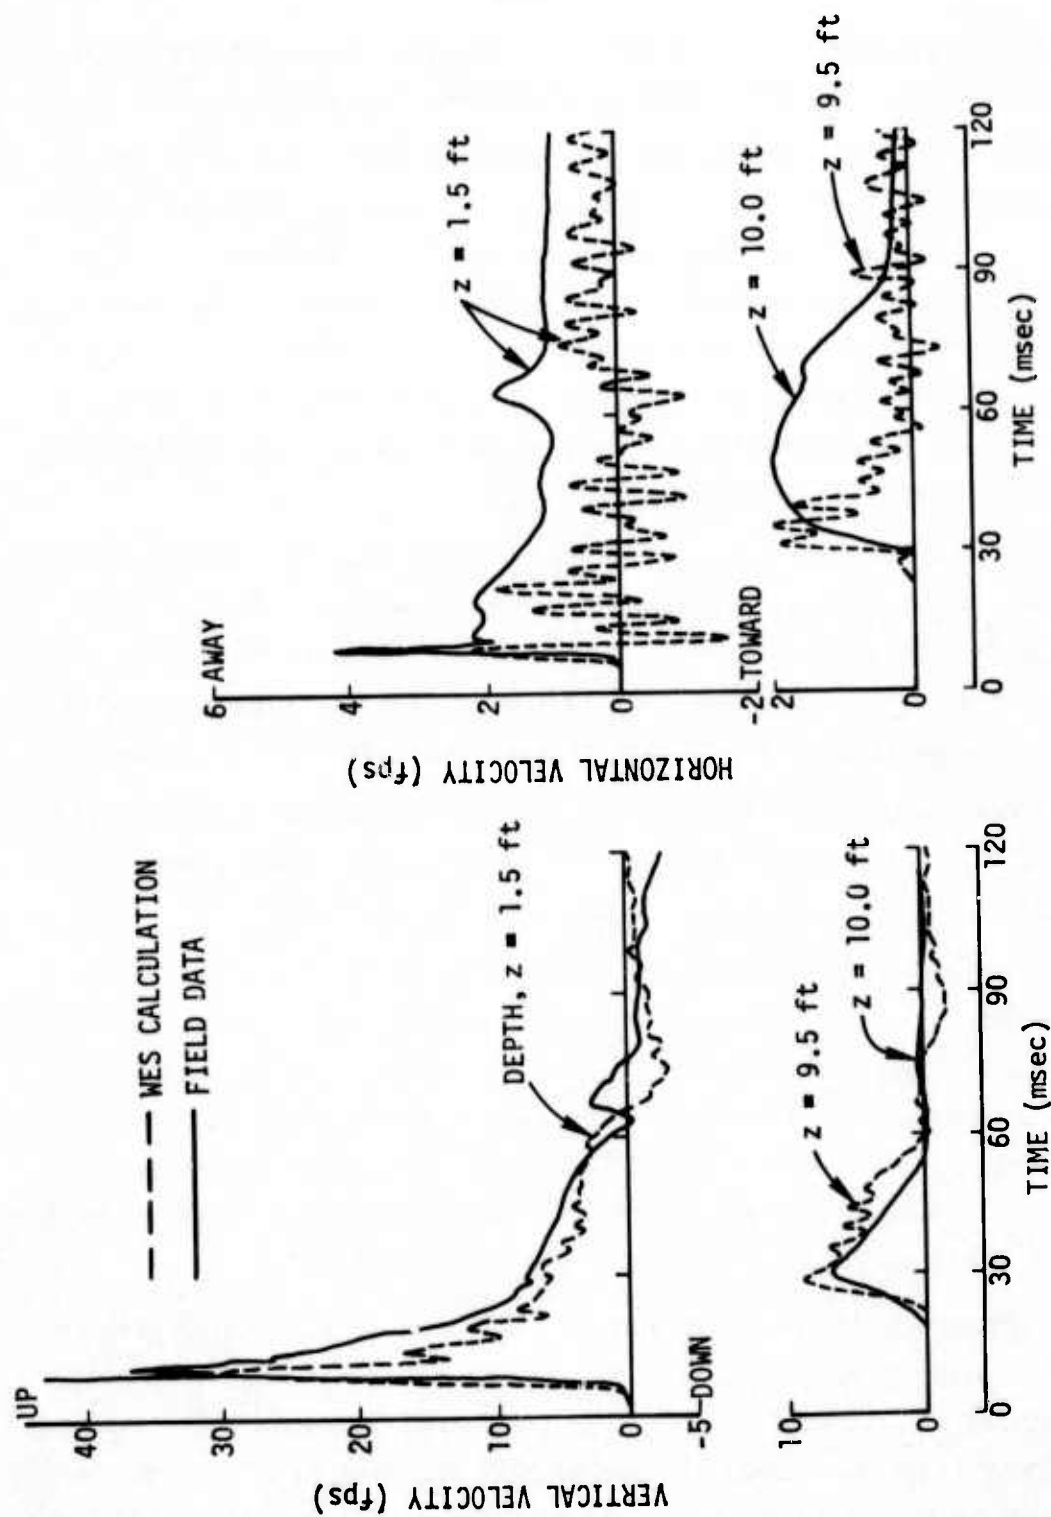 WES CALCULATION
FIELD DATA
UP
40
30
20
10
0
-5
DOWN
VERTICAL VELOCITY (fps)
DEPTH, z = 1.5 ft
10
0
z = 9.5 ft
z = 10.0 ft
0
30
60
90
120
TIME (msec)
6
AWAY
4
2
0
-2
TOWARD
HORIZONTAL VELOCITY (fps)
z = 1.5 ft
2
0
z = 10.0 ft
z = 9.5 ft
0
30
60
90
120
TIME (msec)